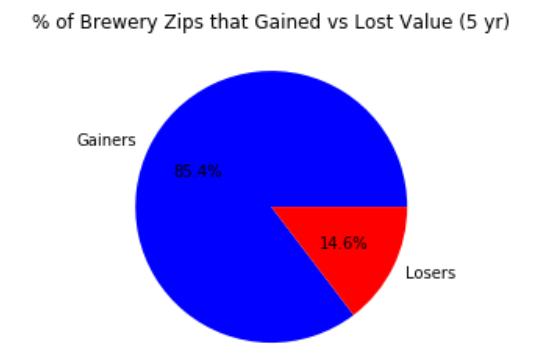 % of Brewery Zips that Gained vs Lost Value (5 yr)
Gainers
85.4%
14.6%
Losers